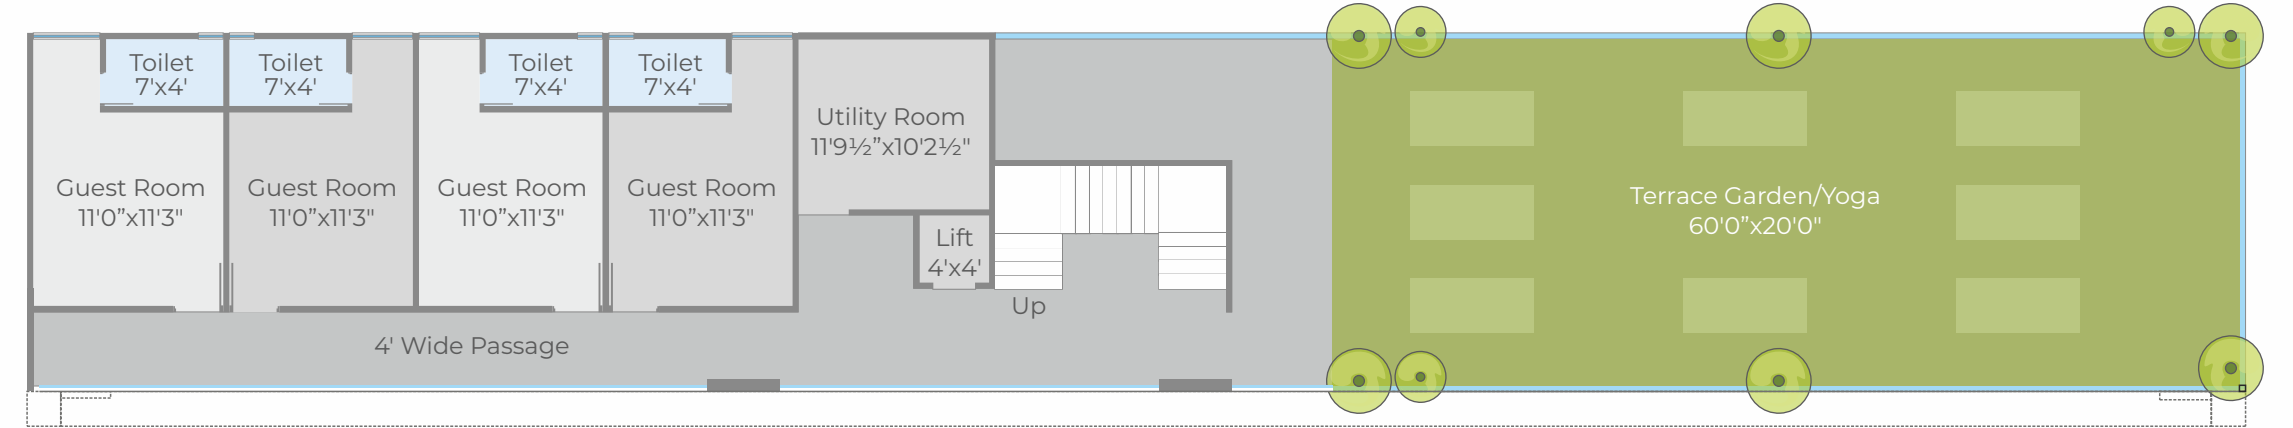 Toilet
7'x4'
Toilet
7'x4'
Toilet
7'x4'
Toilet
7'x4'
Utility Room
11'9½”x10'2½"
Guest Room
11'0”x11'3"
Guest Room
11'0”x11'3"
Guest Room
11'0”x11'3"
Guest Room
11'0”x11'3"
Terrace Garden/Yoga
60'0”x20'0"
Lift
4'x4'
Up
4' Wide Passage